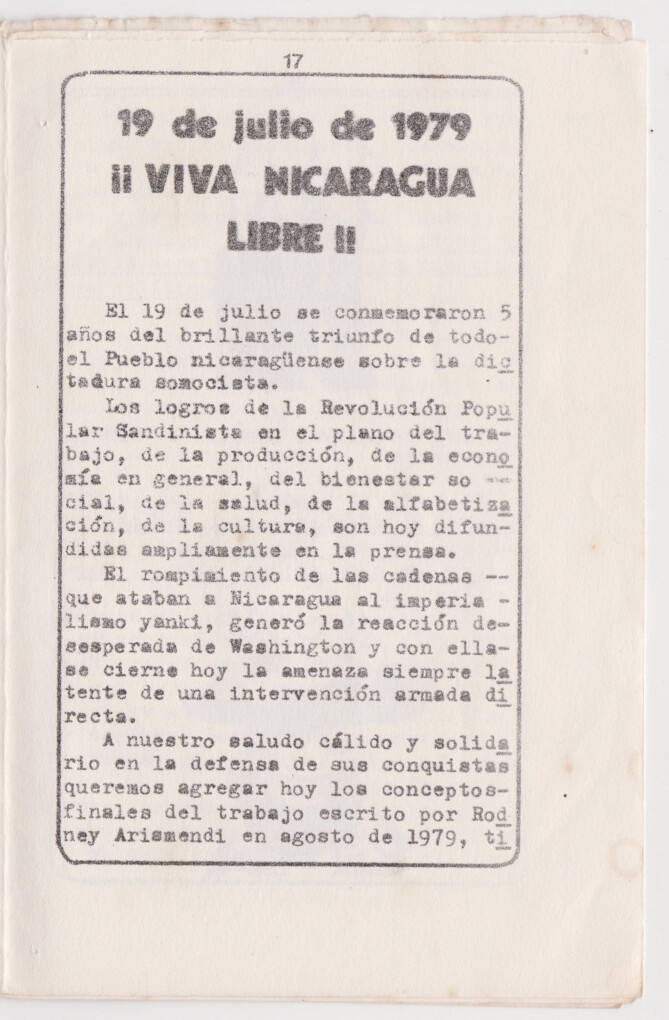 17
19 de julio de 1979
¡¡ VIVA NICARAGUA
LIBRE !!
El 19 de julio se conmemoraron 5
años del brillante triunfo de todo-
el Pueblo nicaragüense sobre la dic
tadura somocista.
Los logros de la Revolución Popu
lar Sandinista en el plano del tra-
bajo, de la producción, de la econo
mía en general, del bienestar so --
cial, de la salud, de la alfabetiza
ción, de la cultura, son hoy difun-
didas ampliamente en la prensa.
El rompimiento de las cadenas --
que ataban a Nicaragua al imperia -
lismo yanki, generó la reacción de-
sesperada de Washington y con ella-
se cierne hoy la amenaza siempre la
tente de una intervención armada di
recta.
A nuestro saludo cálido y solida
rio en la defensa de sus conquistas
queremos agregar hoy los conceptos-
finales del trabajo escrito por Rod
ney Arismendi en agosto de 1979, ti